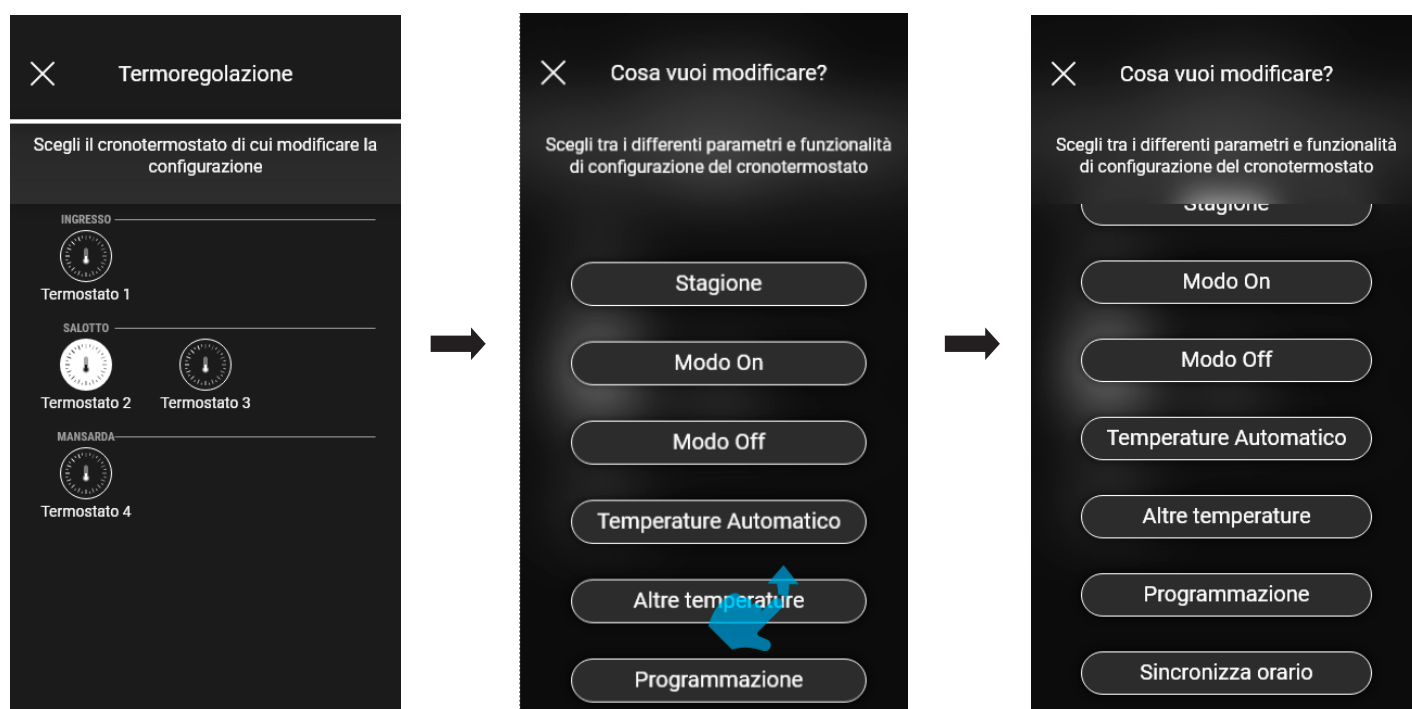 Termoregolazione
Scegli il cronotermostato di cui modificare la
configurazione
INGRESSO
Termostato 1
SALOTTO
Termostato 2
Termostato 3
MANSARDA
Termostato 4
Cosa vuoi modificare?
Scegli tra i differenti parametri e funzionalità
di configurazione del cronotermostato
Stagione
Modo On
Modo Off
Temperature Automatico
Altre temperature
Programmazione
Cosa vuoi modificare?
Scegli tra i differenti parametri e funzionalità
di configurazione del cronotermostato
Stagione
Modo On
Modo Off
Temperature Automatico
Altre temperature
Programmazione
Sincronizza orario